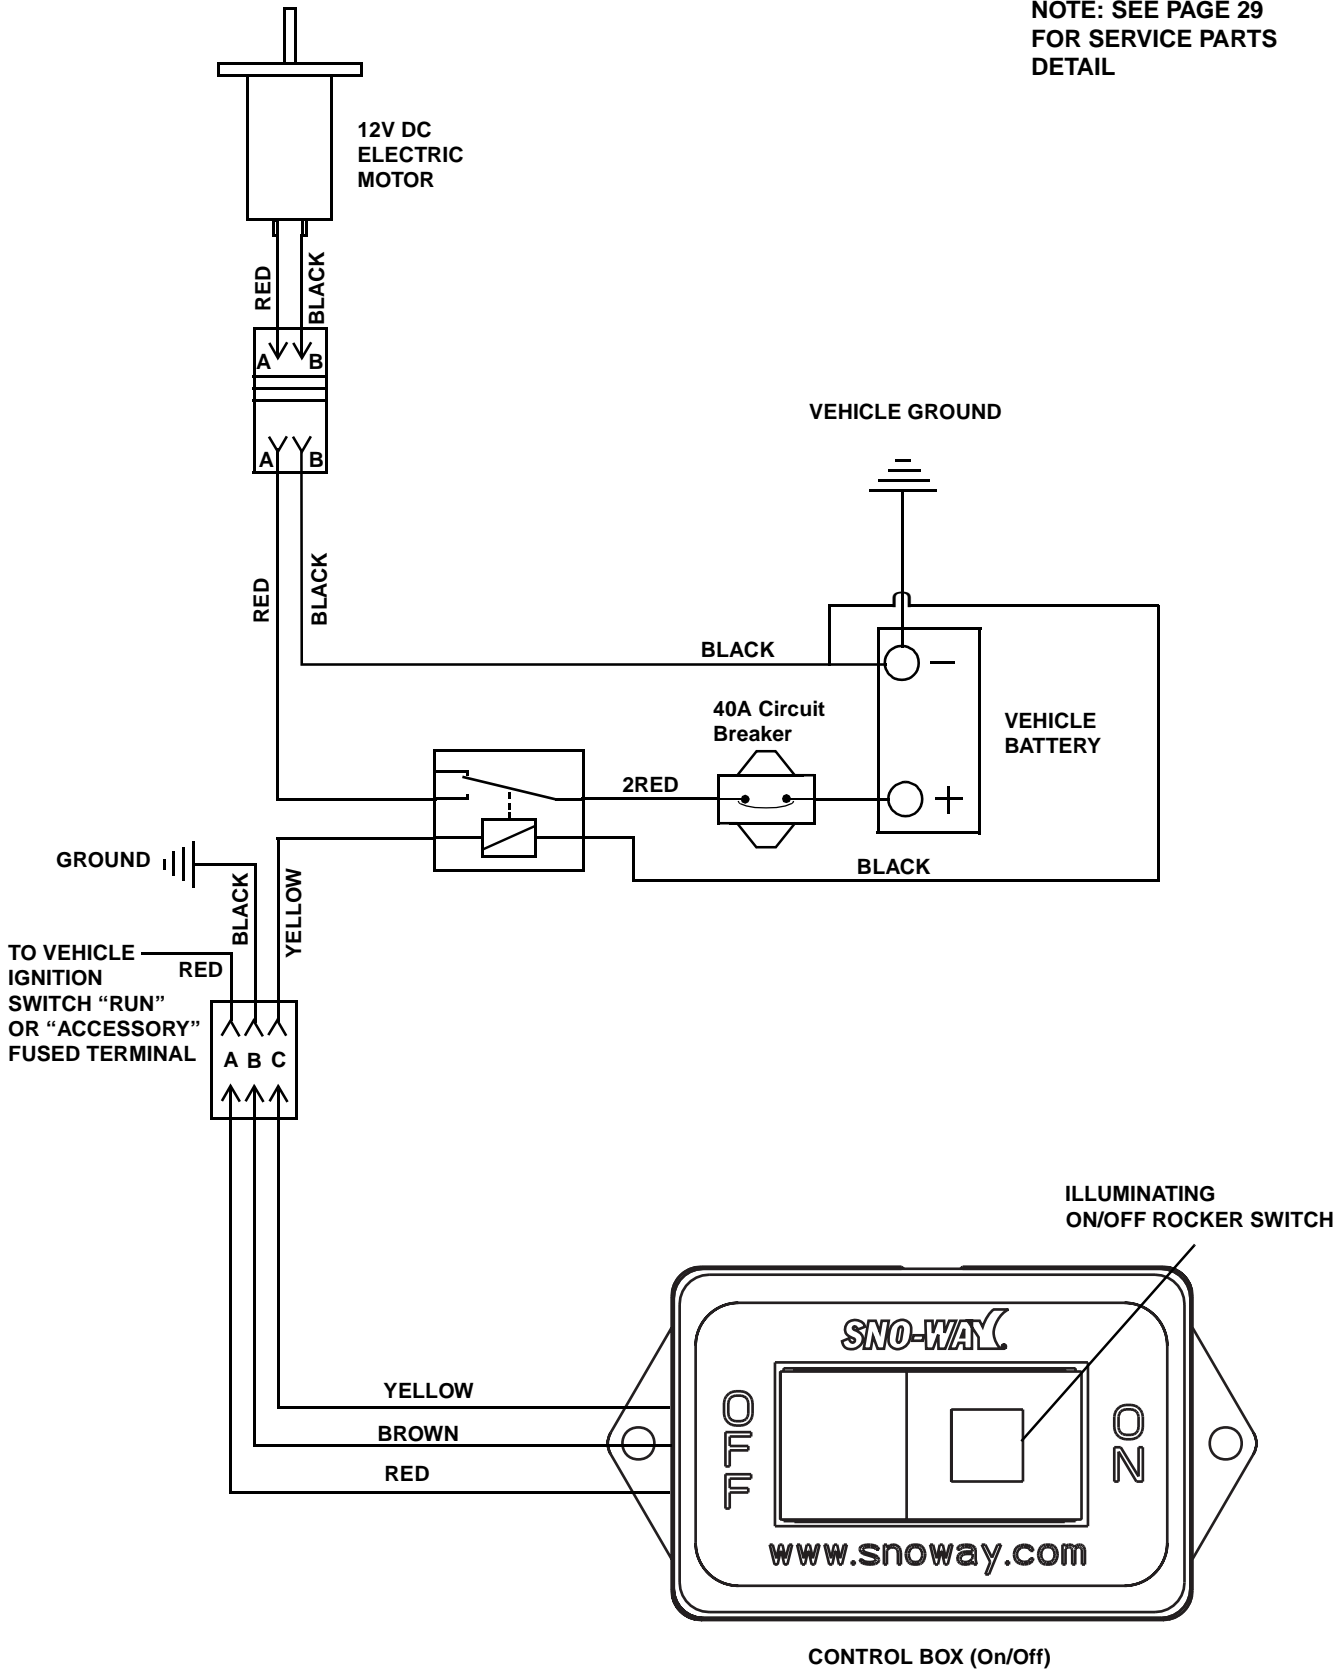 NOTE: SEE PAGE 29
FOR SERVICE PARTS
DETAIL
12V DC
ELECTRIC
MOTOR
RED
BLACK
A B
A B
VEHICLE GROUND
RED
BLACK
BLACK
40A Circuit
Breaker
VEHICLE
BATTERY
2RED
BLACK
GROUND
BLACK
YELLOW
TO VEHICLE
IGNITION
SWITCH “RUN”
OR “ACCESSORY”
FUSED TERMINAL
RED
A B C
ILLUMINATING
ON/OFF ROCKER SWITCH
SNO-WAY
YELLOW
BROWN
RED
OFF
ON
www.snoway.com
CONTROL BOX (On/Off)